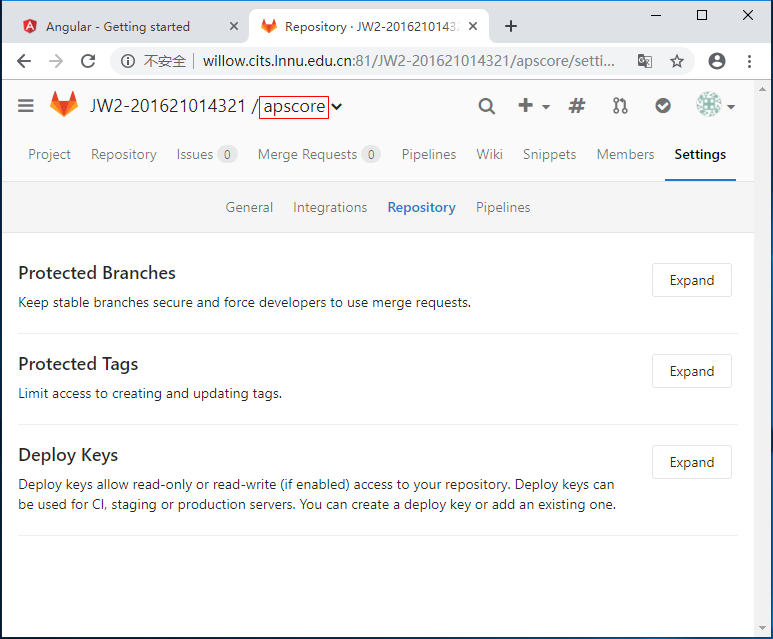 Angular - Getting started
Repository · JW2-20162101432
不安全 willow.cits.lnnu.edu.cn:81/JW2-201621014321/apscore/setti...
JW2-201621014321 / apscore
Project Repository Issues 0 Merge Requests 0 Pipelines Wiki Snippets Members Settings
General Integrations Repository Pipelines
Protected Branches
Expand
Keep stable branches secure and force developers to use merge requests.
Protected Tags
Expand
Limit access to creating and updating tags.
Deploy Keys
Expand
Deploy keys allow read-only or read-write (if enabled) access to your repository. Deploy keys can
be used for CI, staging or production servers. You can create a deploy key or add an existing one.